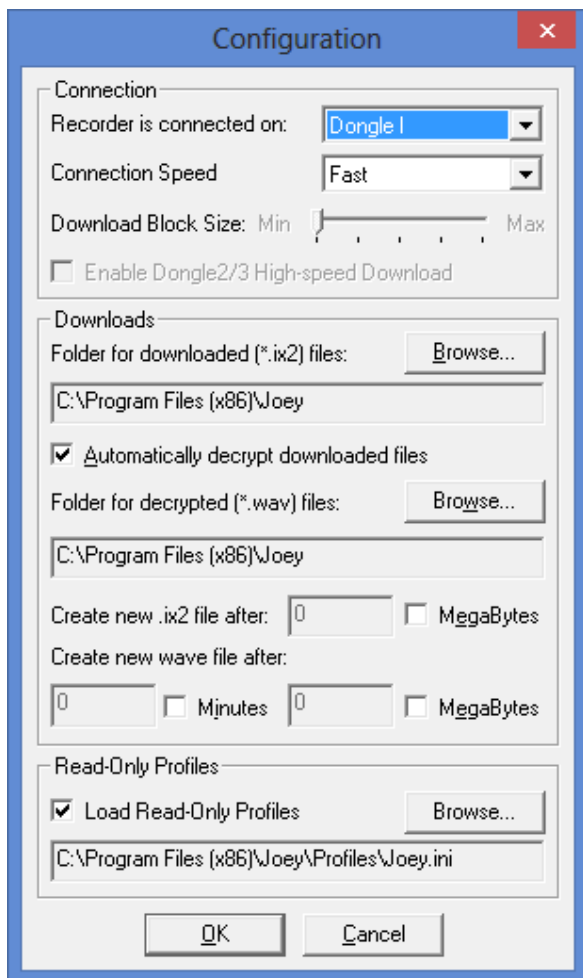 Configuration
Connection
Recorder is connected on: Dongle I
Connection Speed Fast
Download Block Size: Min Max
Enable Dongle2/3 High-speed Download
Downloads
Folder for downloaded (*.ix2) files: Browse...
C:\Program Files (x86)\Joey
Automatically decrypt downloaded files
Folder for decrypted (*.wav) files: Browse...
C:\Program Files (x86)\Joey
Create new .ix2 file after: 0 MegaBytes
Create new wave file after:
0 Minutes 0 MegaBytes
Read-Only Profiles
Load Read-Only Profiles Browse...
C:\Program Files (x86)\Joey\Profiles\Joey.ini
OK Cancel